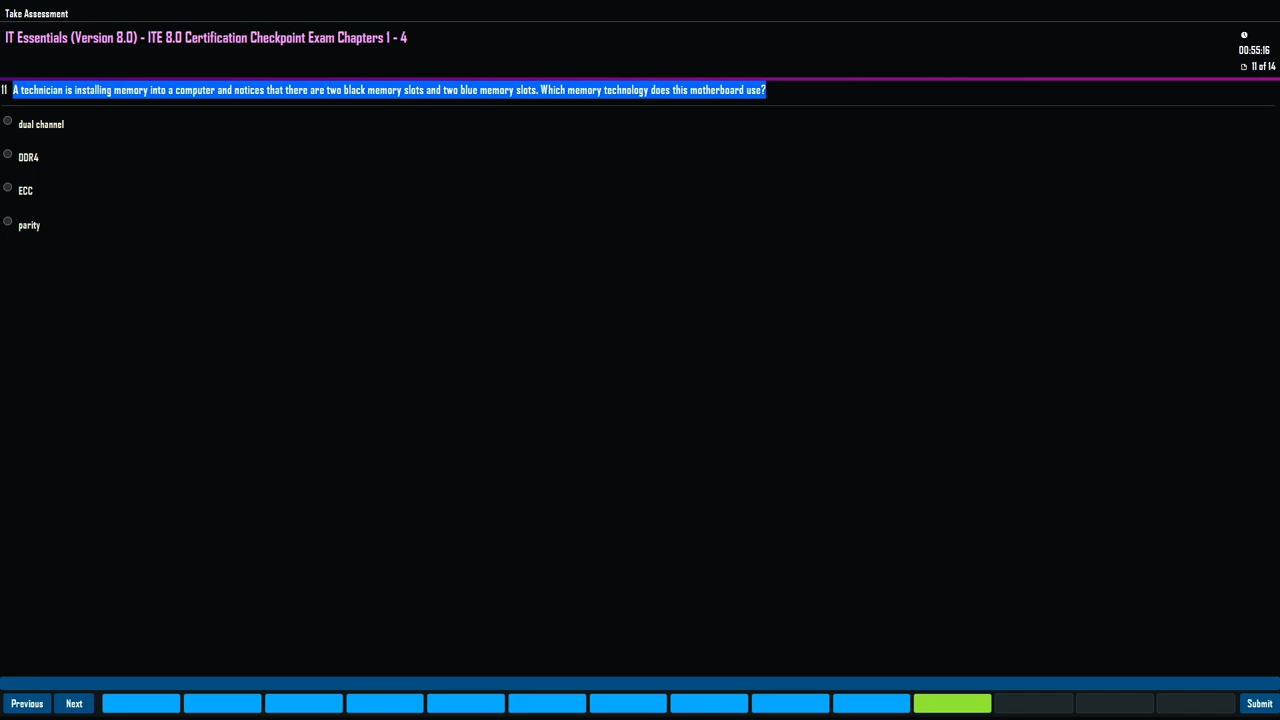 Take Assessment
IT Essentials (Version 8.0) - ITE 8.0 Certification Checkpoint Exam Chapters 1 - 4
00:55:16
11 of 14
11 A technician is installing memory into a computer and notices that there are two black memory slots and two blue memory slots. Which memory technology does this motherboard use?
dual channel
DDR4
ECC
parity
Previous Next Submit